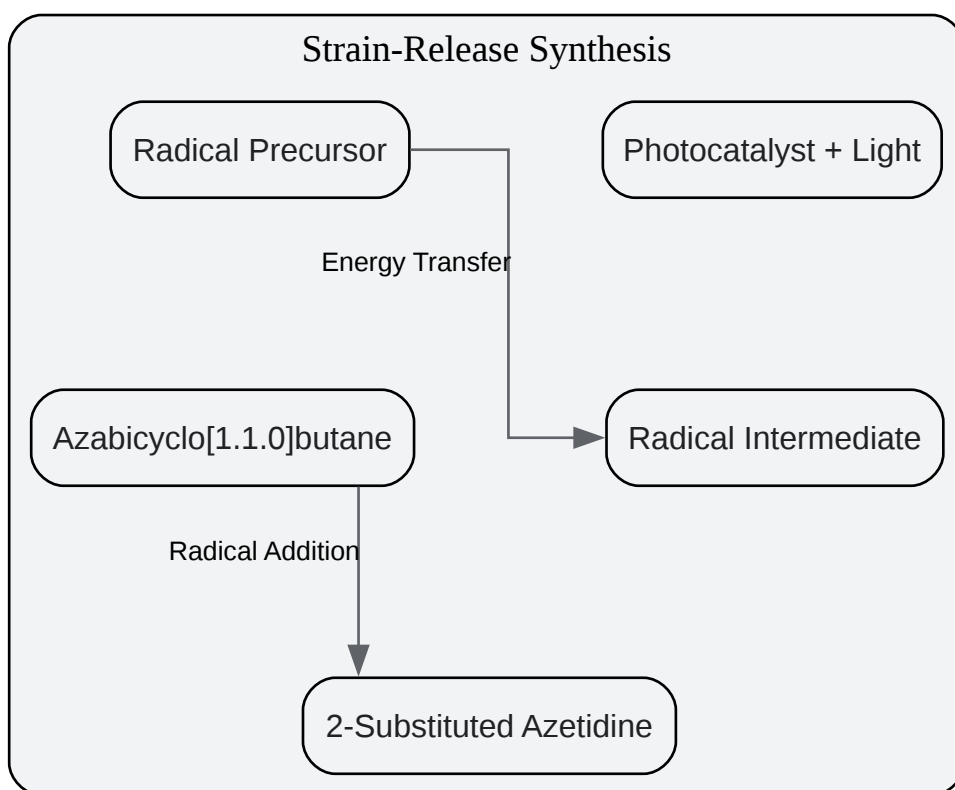 Strain-Release Synthesis
Radical Precursor
Photocatalyst + Light
Energy Transfer
Azabicyclo[1.1.0]butane
Radical Intermediate
Radical Addition
2-Substituted Azetidine